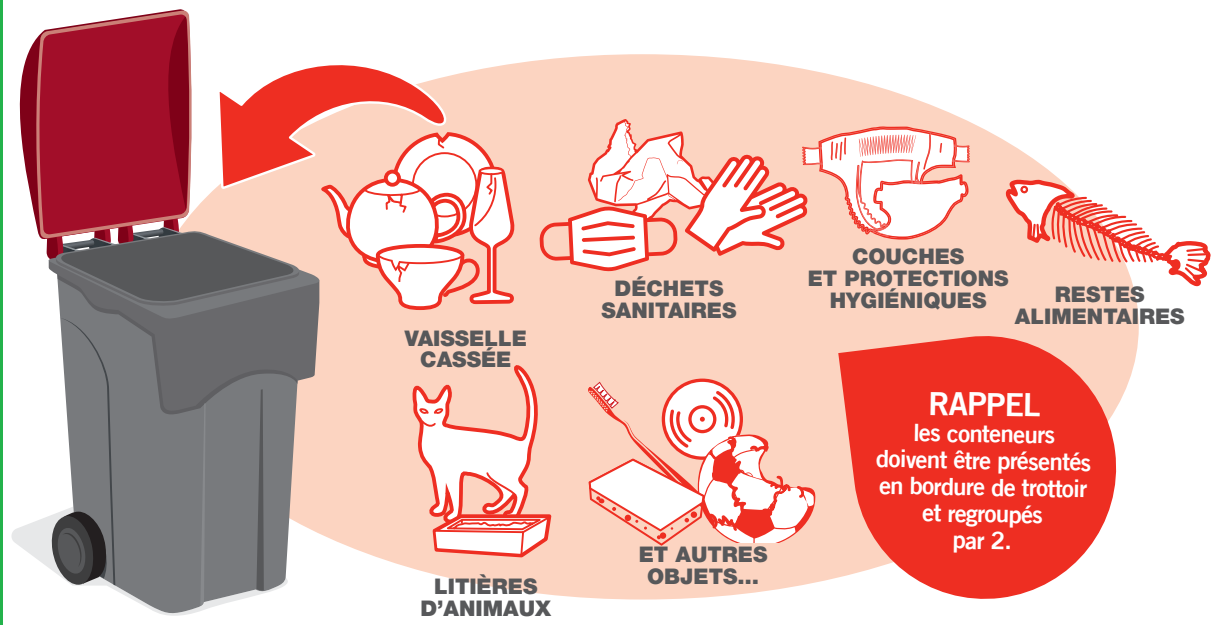 VAISSELLE
CASSÉE
DÉCHETS
SANITAIRES
COUCHES
ET PROTECTIONS
HYGIÉNIQUES
RESTES
ALIMENTAIRES
LITIÈRES
D'ANIMAUX
ET AUTRES
OBJETS...
RAPPEL
les conteneurs
doivent être présentés
en bordure de trottoir
et regroupés
par 2.